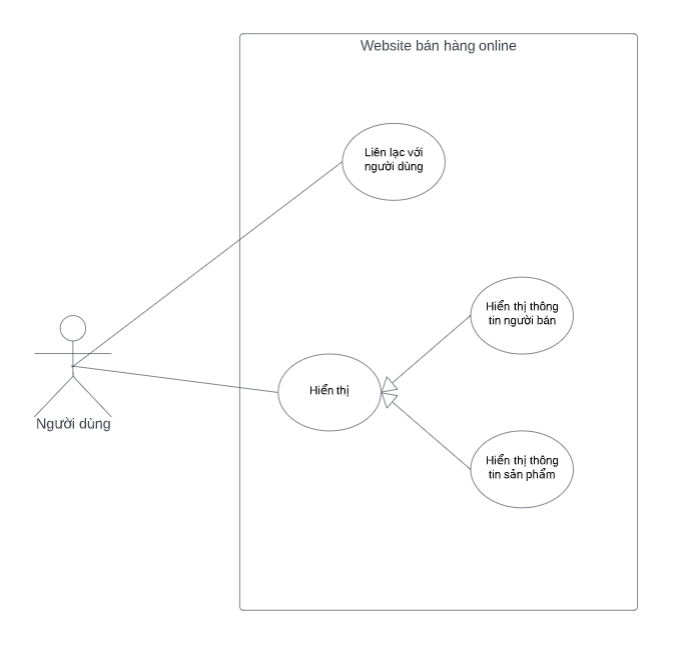 Website bán hàng online
Liên lạc với
người dùng
Hiển thị thông
tin người bán
Hiển thị
Người dùng
Hiển thị thông
tin sản phẩm